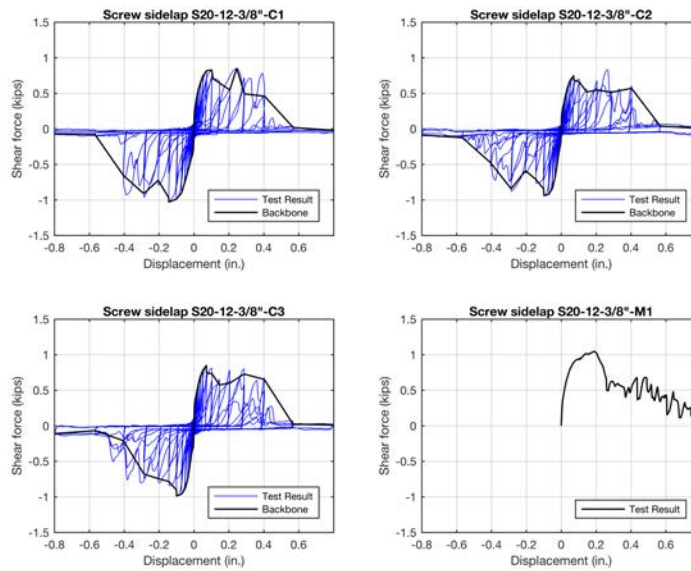 Screw sidelap S20-12-3/8"-C1
1.5
1
0.5
0
-0.5
-1
-1.5
Shear force (kips)
Test Result
Backbone
-0.8 -0.6 -0.4 -0.2 0 0.2 0.4 0.6
Displacement (in.)
Screw sidelap S20-12-3/8"-C2
1.5
1
0.5
0
-0.5
-1
-1.5
Shear force (kips)
Test Result
Backbone
-0.8 -0.6 -0.4 -0.2 0 0.2 0.4 0.6
Displacement (in.)
Screw sidelap S20-12-3/8"-C3
1.5
1
0.5
0
-0.5
-1
-1.5
Shear force (kips)
Test Result
Backbone
-0.8 -0.6 -0.4 -0.2 0 0.2 0.4 0.6
Displacement (in.)
Screw sidelap S20-12-3/8"-M1
1.5
1
0.5
0
-0.5
-1
-1.5
Shear force (kips)
Test Result
-0.8 -0.6 -0.4 -0.2 0 0.2 0.4 0.6
Displacement (in.)